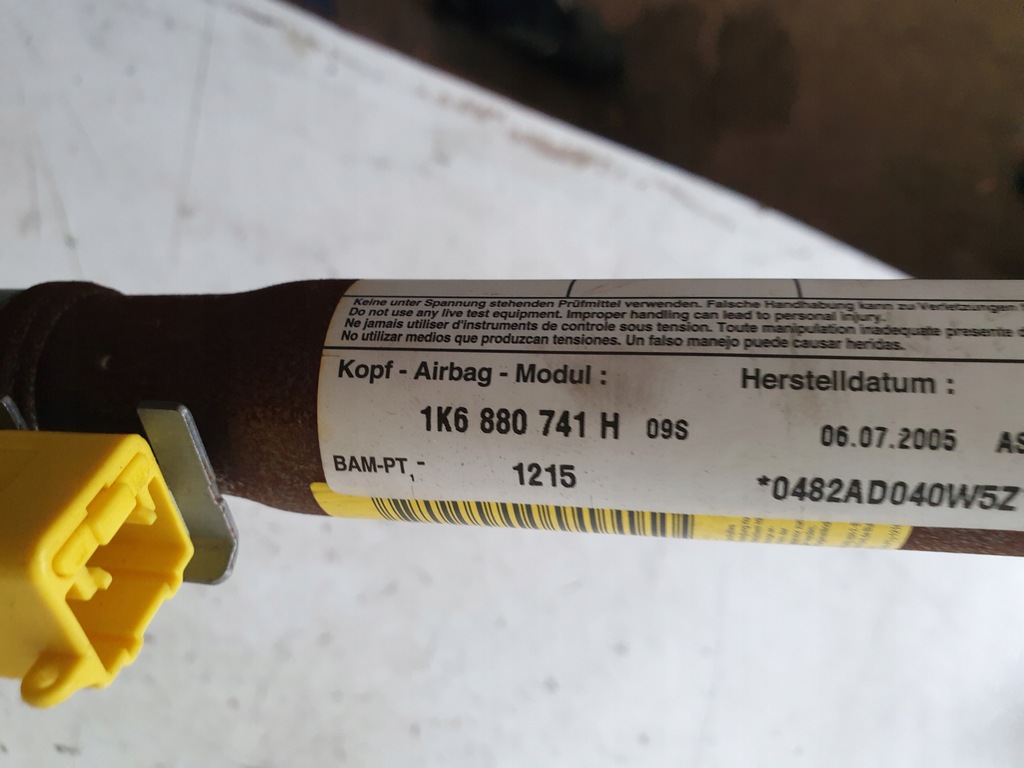 Keine unter Spannung stehenden Prüfmittel verwenden. Falsche Handhabung kann zu Verletzungen
Do not use any live test equipment. Improper handling can lead to personal injury.
Ne jamais utiliser d'instruments de controle sous tension. Toute manipulation inadequate presente
No utilizar medios que produzcan tensiones. Un falso manejo puede causar heridas.
Kopf - Airbag - Modul : Herstelldatum :
1K6 880 741 H 09S 06.07.2005 AS
BAM-PT,- 1215 *0482AD040W5Z